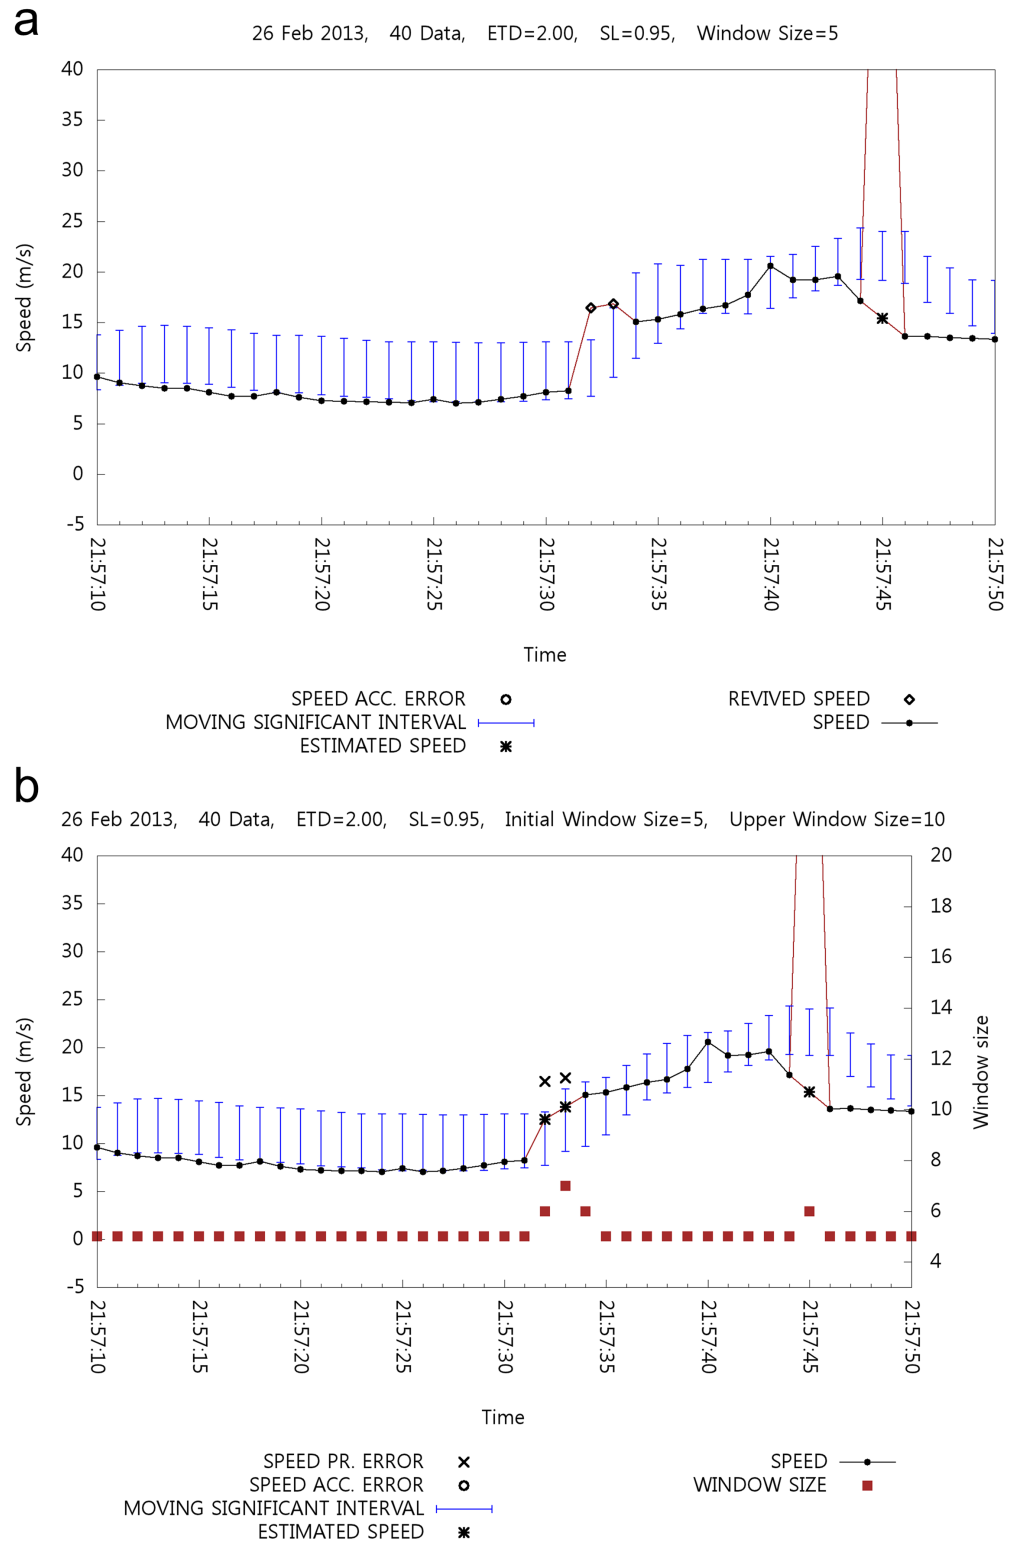 a
26 Feb 2013, 40 Data, ETD=2.00, SL=0.95, Window Size=5
40
35
30
25
20
15
10
5
0
-5
Speed (m/s)
21:57:10
21:57:15
21:57:20
21:57:25
21:57:30
21:57:35
21:57:40
21:57:45
21:57:50
Time
SPEED ACC. ERROR
REVIVED SPEED
MOVING SIGNIFICANT INTERVAL
SPEED
ESTIMATED SPEED
b
26 Feb 2013, 40 Data, ETD=2.00, SL=0.95, Initial Window Size=5, Upper Window Size=10
40
35
30
25
20
15
10
5
0
-5
Speed (m/s)
20
18
16
14
12
10
8
6
4
Window size
21:57:10
21:57:15
21:57:20
21:57:25
21:57:30
21:57:35
21:57:40
21:57:45
21:57:50
Time
SPEED PR. ERROR
SPEED
SPEED ACC. ERROR
WINDOW SIZE
MOVING SIGNIFICANT INTERVAL
ESTIMATED SPEED